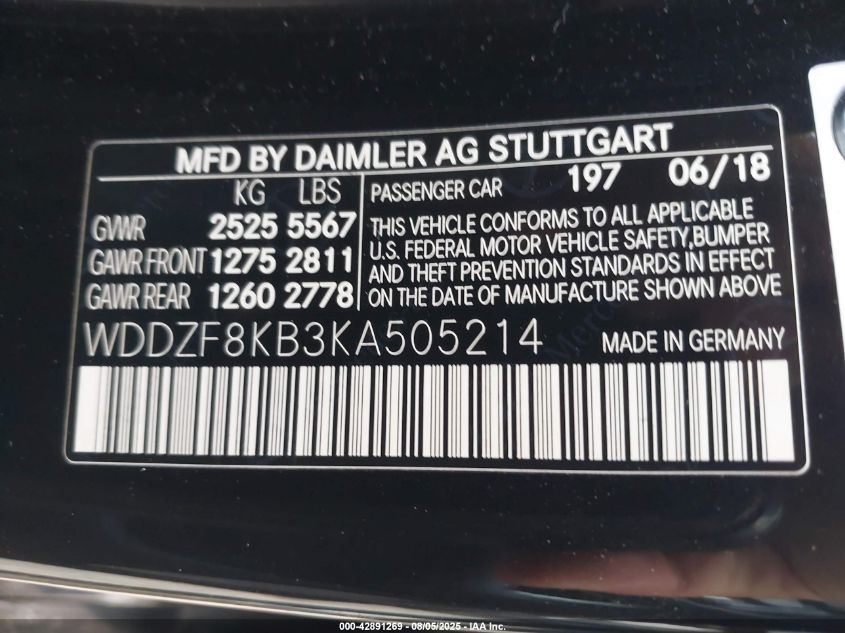 MFD BY DAIMLER AG STUTTGART
KG LBS
GVWR 2525 5567
GAWR FRONT 1275 2811
GAWR REAR 1260 2778
PASSENGER CAR 197 06/18
THIS VEHICLE CONFORMS TO ALL APPLICABLE
U.S. FEDERAL MOTOR VEHICLE SAFETY,BUMPER
AND THEFT PREVENTION STANDARDS IN EFFECT
ON THE DATE OF MANUFACTURE SHOWN ABOVE
WDDZF8KB3KA505214 MADE IN GERMANY
000-42891269 - 08/05/2025 - IAA Inc.